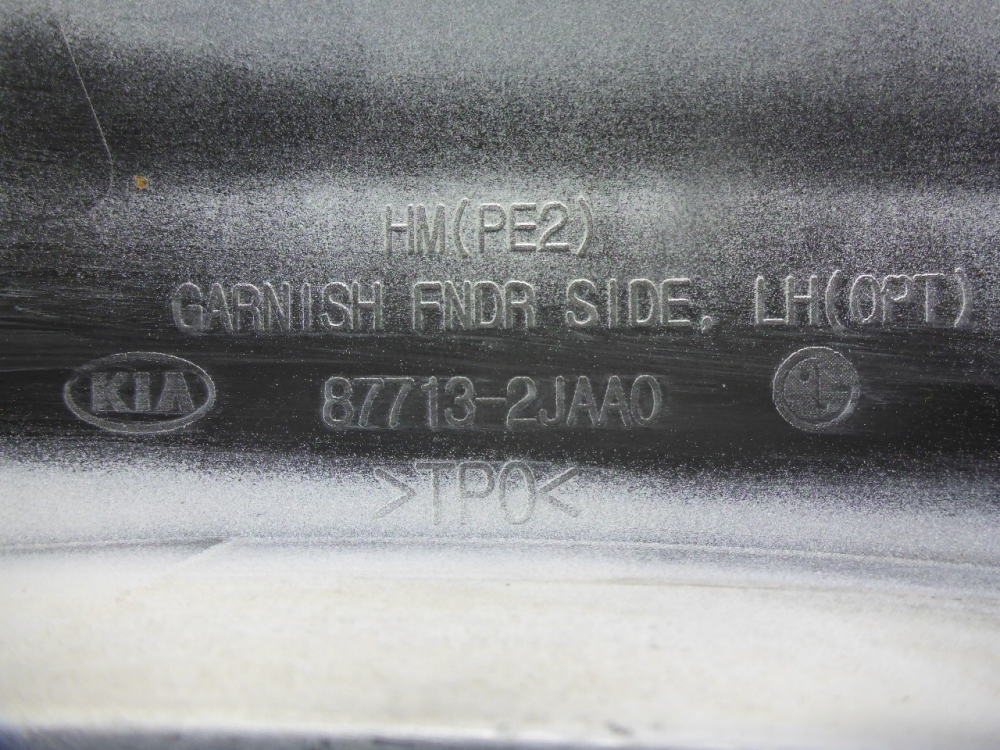 HM(PE2)
GARNISH FNDR SIDE, LH(OPT)
KIA 87713-2JAA0
>TPO<